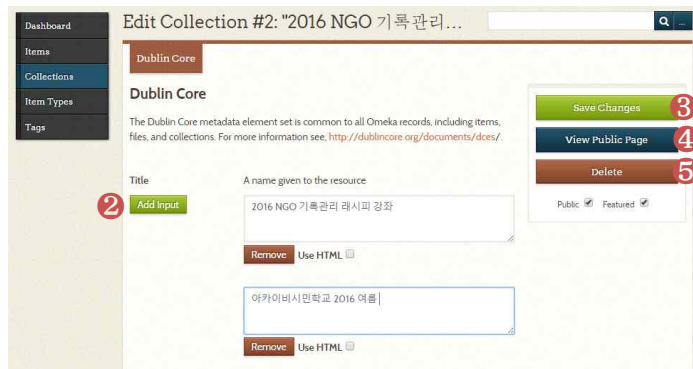 Dashboard
Items
Collections
Item Types
Tags
Edit Collection #2: "2016 NGO 기록관리...
Dublin Core
Dublin Core
The Dublin Core metadata element set is common to all Omeka records, including items,
files, and collections. For more information see, http://dublincore.org/documents/dces/.
Title
A name given to the resource
2 Add Input
2016 NGO 기록관리 래시피 강좌
Remove Use HTML
아카이비시민학교 2016 여름
Remove Use HTML
...
Save Changes 3
View Public Page 4
Delete 5
Public Featured